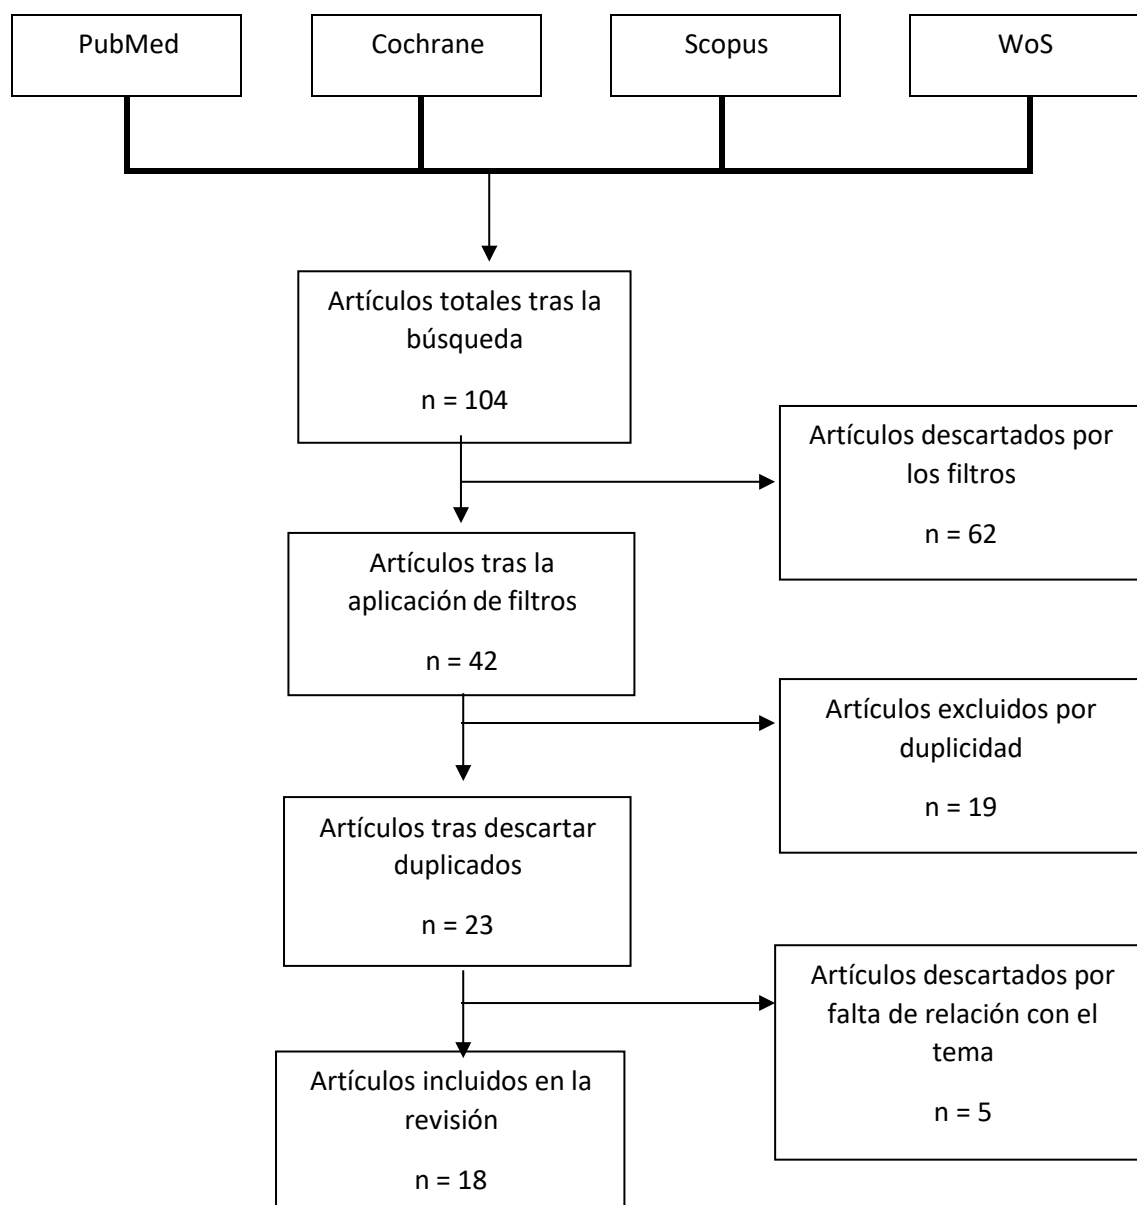 PubMed
Cochrane
Scopus
WoS
Artículos totales tras la
búsqueda
n = 104
Artículos descartados por
los filtros
n = 62
Artículos tras la
aplicación de filtros
n = 42
Artículos excluidos por
duplicidad
n = 19
Artículos tras descartar
duplicados
n = 23
Artículos descartados por
falta de relación con el
tema
n = 5
Artículos incluidos en la
revisión
n = 18